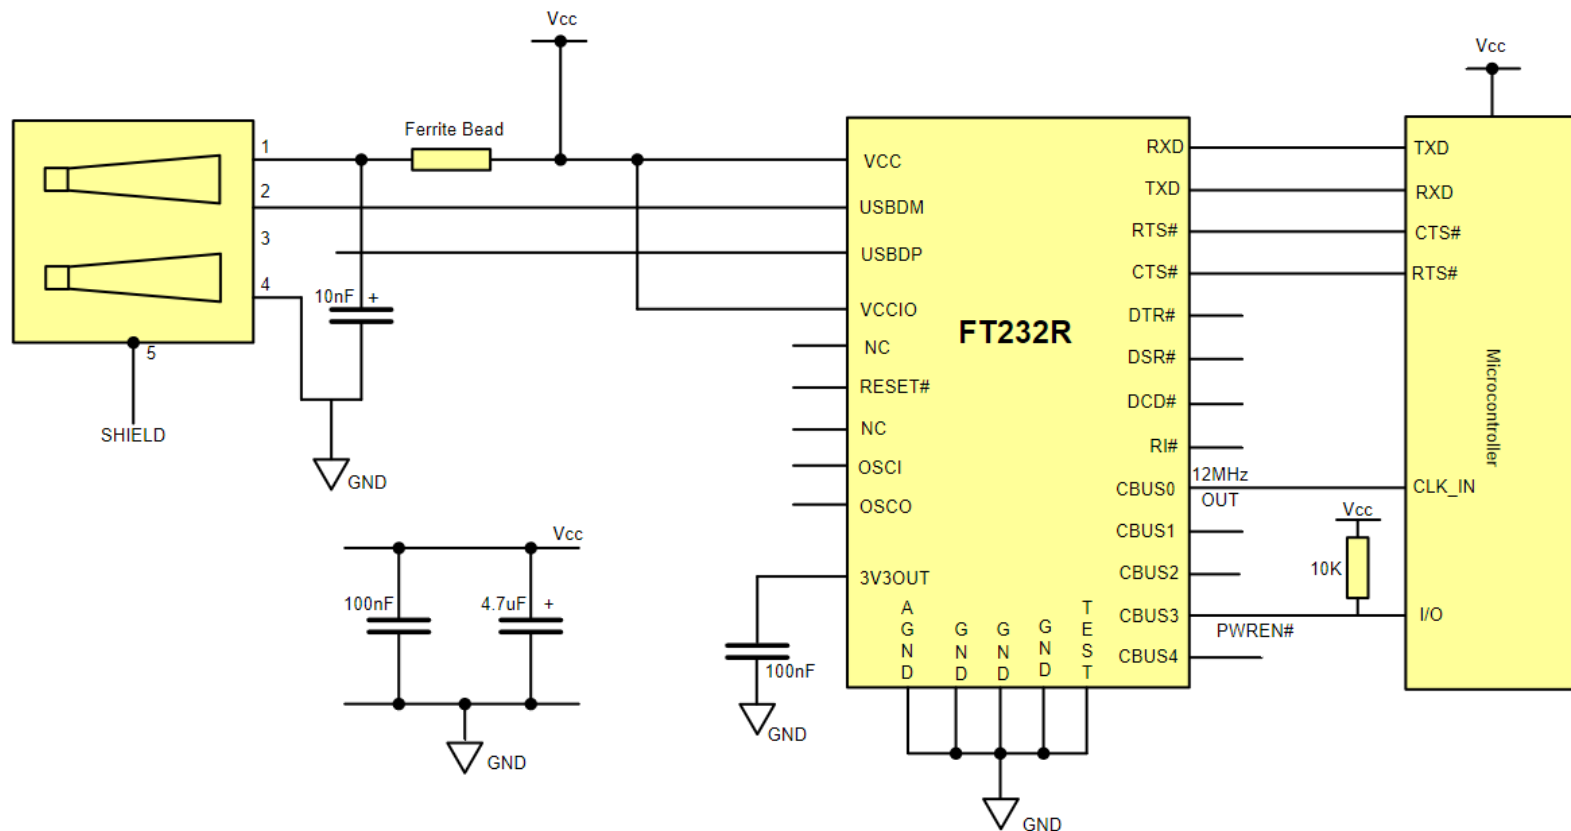 Vcc
Vcc
Ferrite Bead
1
2
3
4
5
SHIELD
10nF +
GND
VCC
USBDM
USBDP
VCCIO
NC
RESET#
NC
OSCI
OSCO
3V3OUT
FT232R
RXD
TXD
RTS#
CTS#
DTR#
DSR#
DCD#
RI#
CBUS0
CBUS1
CBUS2
CBUS3
CBUS4
AGND
GND
GND
GND
TEST
12MHz
OUT
PWREN#
Vcc
10K
TXD
RXD
CTS#
RTS#
Microcontroller
CLK_IN
I/O
Vcc
100nF
4.7uF +
GND
100nF
GND
GND